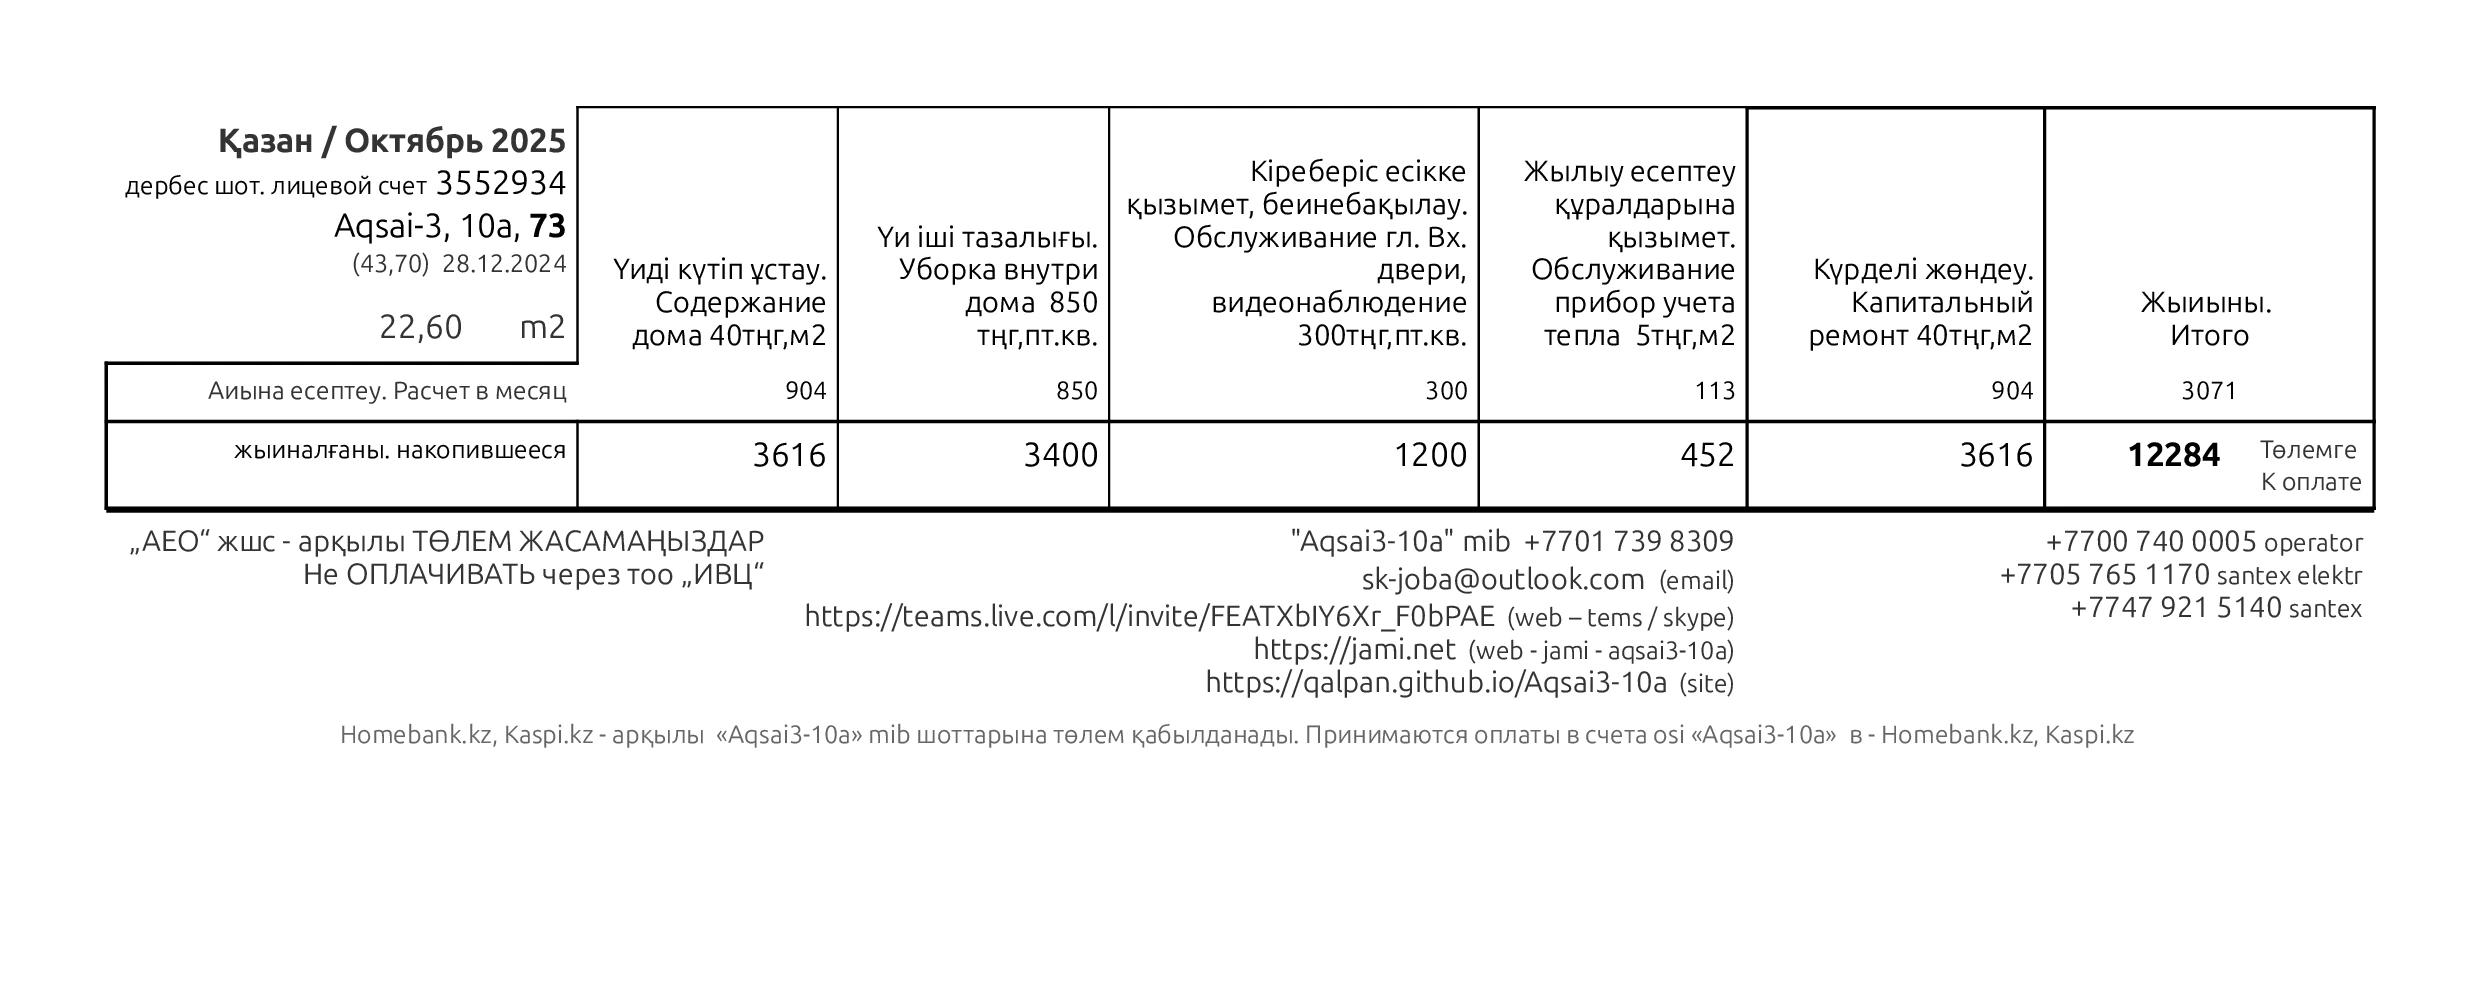 Қазан / Октябрь 2025
дербес шот. лицевой счет 3552934
Aqsai-3, 10a, 73
(43,70) 28.12.2024
22,60 m2
Үиді күтіп ұстау.
Содержание
дома 40тңг,м2
Үи іші тазалығы.
Уборка внутри
дома 850
тңг,пт.кв.
Кіреберіс есікке
қызымет, беинебақылау.
Обслуживание гл. Вх.
двери,
видеонаблюдение
300тңг,пт.кв.
Жылыу есептеу
құралдарына
қызымет.
Обслуживание
прибор учета
тепла 5тңг,м2
Күрделі жөндеу.
Капитальный
ремонт 40тңг,м2
Жыиыны.
Итого
Аиына есептеу. Расчет в месяц 904 850 300 113 904 3071
жыиналғаны. накопившееся 3616 3400 1200 452 3616 12284 Төлемге
К оплате
„АЕО“ жшс - арқылы ТӨЛЕМ ЖАСАМАҢЫЗДАР
Не ОПЛАЧИВАТЬ через тоо „ИВЦ“
"Aqsai3-10a" mib +7701 739 8309
sk-joba@outlook.com (email)
https://teams.live.com/l/invite/FEATXbIY6Xr_F0bPAE (web – tems / skype)
https://jami.net (web - jami - aqsai3-10a)
https://qalpan.github.io/Aqsai3-10a (site)
+7700 740 0005 operator
+7705 765 1170 santex elektr
+7747 921 5140 santex
Homebank.kz, Kaspi.kz - арқылы «Aqsai3-10a» mib шоттарына төлем қабылданады. Принимаются оплаты в счета osi «Aqsai3-10a» в - Homebank.kz, Kaspi.kz